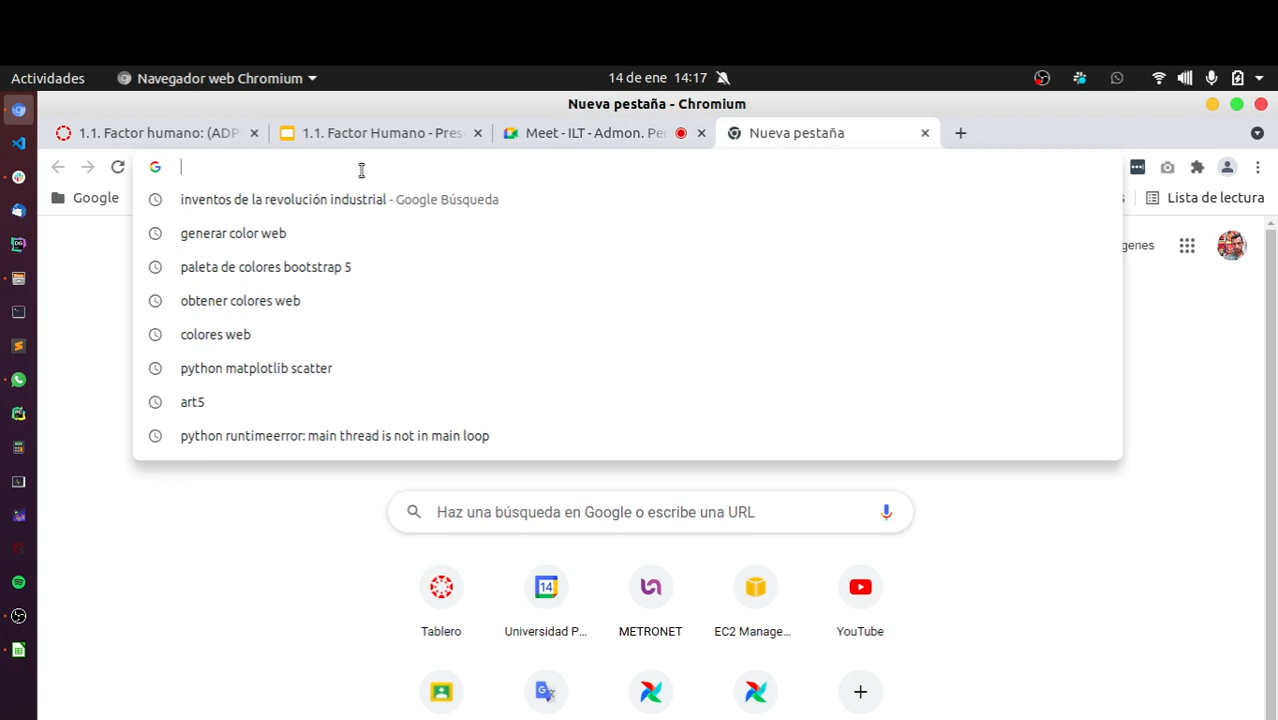 Actividades
Navegador web Chromium
14 de ene 14:17
Nueva pestaña - Chromium
1.1. Factor humano: (ADP-
1.1. Factor Humano - Pres
Meet - ILT - Admon. Per
Nueva pestaña
inventos de la revolución industrial - Google Búsqueda
Google
Lista de lectura
generar color web
genes
paleta de colores bootstrap 5
obtener colores web
colores web
python matplotlib scatter
art5
python runtimeerror: main thread is not in main loop
Haz una búsqueda en Google o escribe una URL
14
Tablero
Universidad P...
METRONET
EC2 Manage...
YouTube